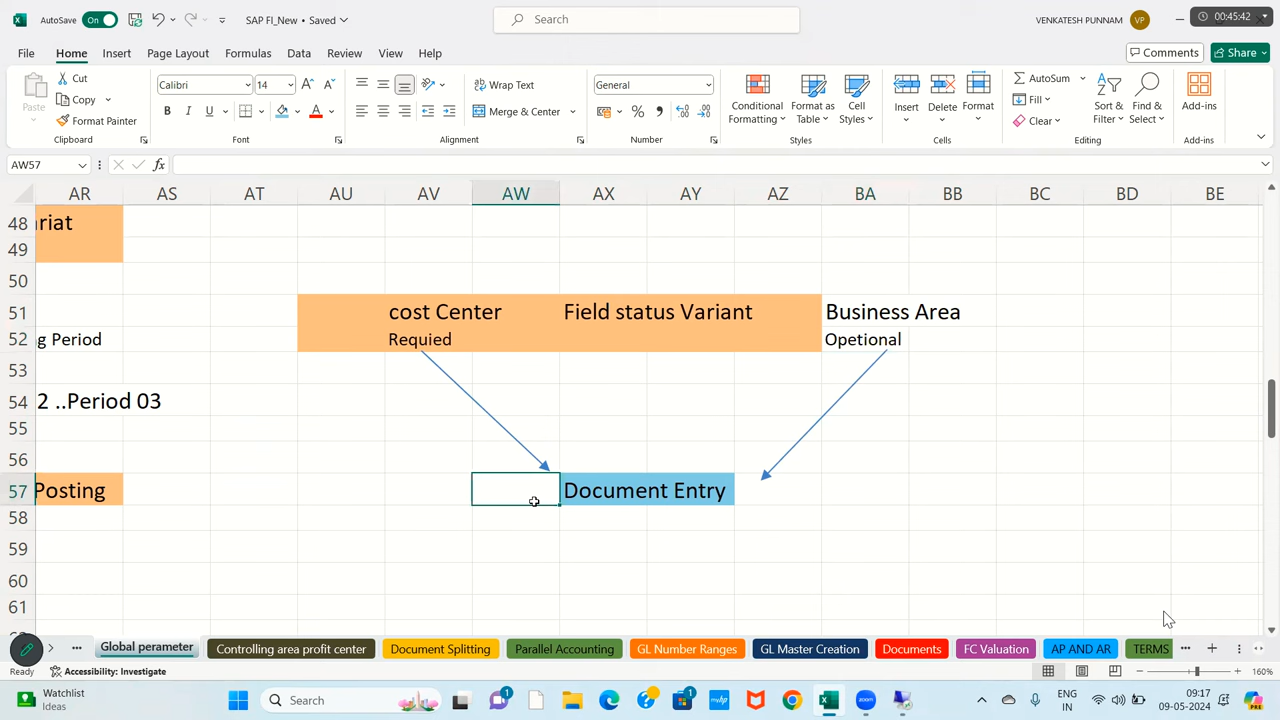 AutoSave On SAP FI_New • Saved Search VENKATESH PUNNAM VP 00:45:42
File Home Insert Page Layout Formulas Data Review View Help Comments Share
Paste Cut Copy Format Painter Clipboard
Calibri 14 B I U A Font
Wrap Text Merge & Center Alignment
General % Number
Conditional Formatting Format as Table Cell Styles Styles
Insert Delete Format Cells
AutoSum Fill Clear Sort & Filter Find & Select Editing
Add-ins Add-ins
AW57 fx
AR AS AT AU AV AW AX AY AZ BA BB BC BD BE
48 riat
49
50
51 cost Center Field status Variant Business Area
52 g Period Requied Opetional
53
54 2 ..Period 03
55
56
57 Posting Document Entry
58
59
60
61
Global perameter Controlling area profit center Document Splitting Parallel Accounting GL Number Ranges GL Master Creation Documents FC Valuation AP AND AR TERMS
Ready Accessibility: Investigate 160%
Watchlist Ideas Search 1 1 ENG IN 09:17 09-05-2024